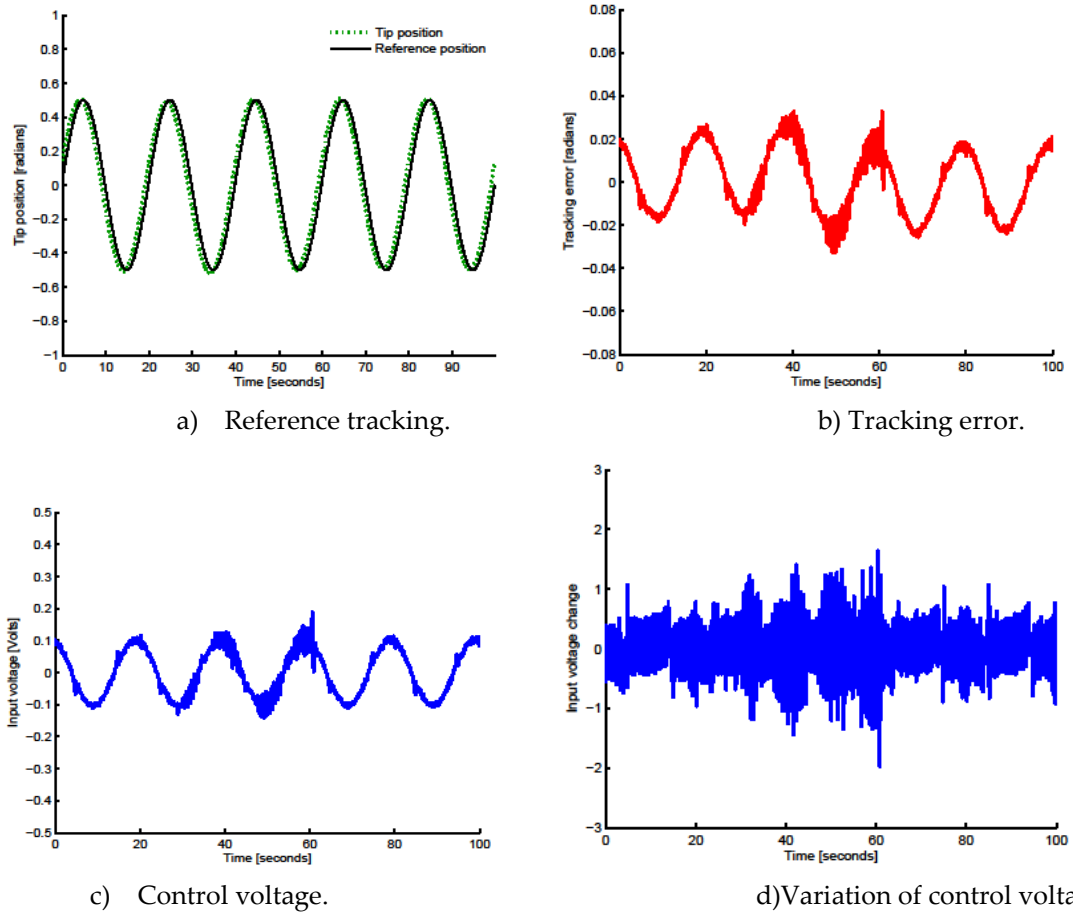 1
0.8
0.6
0.4
0.2
0
−0.2
−0.4
−0.6
−0.8
−1
Tip position [radians]
Tip position
Reference position
0 10 20 30 40 50 60 70 80 90
Time [seconds]
a) Reference tracking.
0.08
0.06
0.04
0.02
0
−0.02
−0.04
−0.06
−0.08
Tracking error [radians]
0 20 40 60 80 100
Time [seconds]
b) Tracking error.
0.5
0.4
0.3
0.2
0.1
0
−0.1
−0.2
−0.3
−0.4
−0.5
Input voltage [Volts]
0 20 40 60 80 100
Time [seconds]
c) Control voltage.
3
2
1
0
−1
−2
−3
Input voltage change
0 20 40 60 80 100
Time [seconds]
d)Variation of control volta